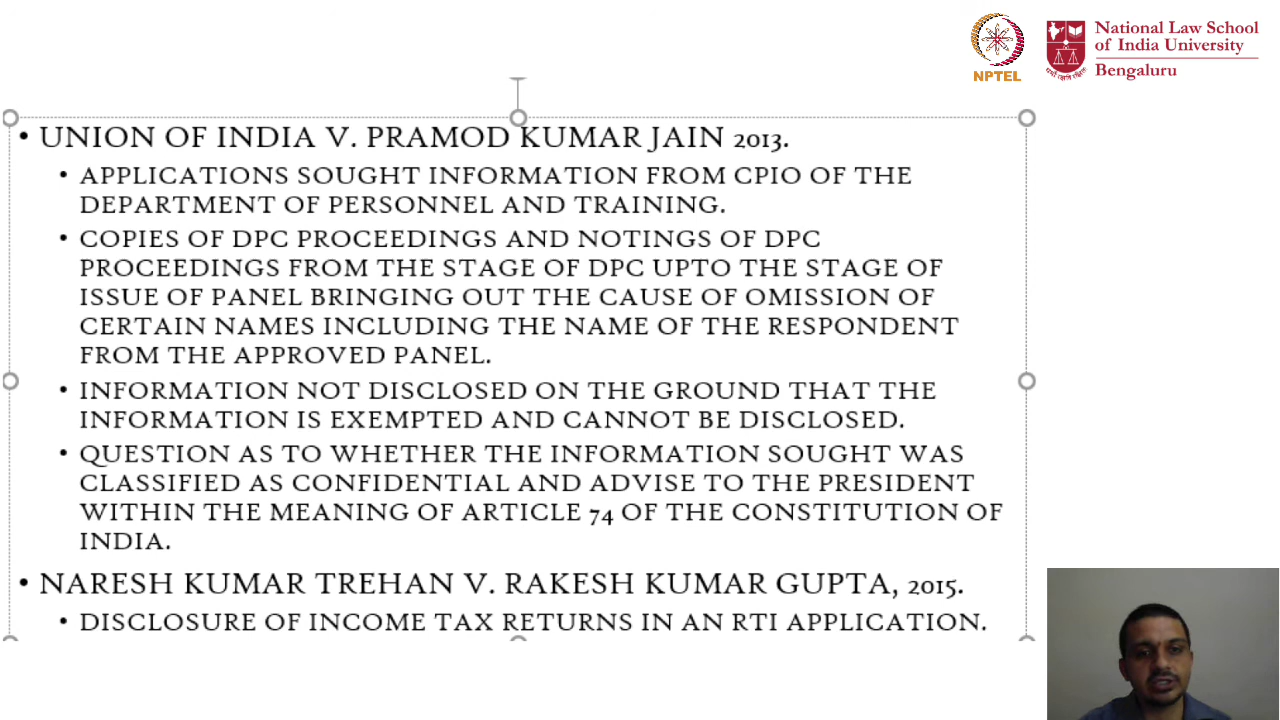 NPTEL
National Law School
of India University
Bengaluru
• UNION OF INDIA V. PRAMOD KUMAR JAIN 2013.
• APPLICATIONS SOUGHT INFORMATION FROM CPIO OF THE
DEPARTMENT OF PERSONNEL AND TRAINING.
• COPIES OF DPC PROCEEDINGS AND NOTINGS OF DPC
PROCEEDINGS FROM THE STAGE OF DPC UPTO THE STAGE OF
ISSUE OF PANEL BRINGING OUT THE CAUSE OF OMISSION OF
CERTAIN NAMES INCLUDING THE NAME OF THE RESPONDENT
FROM THE APPROVED PANEL.
• INFORMATION NOT DISCLOSED ON THE GROUND THAT THE
INFORMATION IS EXEMPTED AND CANNOT BE DISCLOSED.
• QUESTION AS TO WHETHER THE INFORMATION SOUGHT WAS
CLASSIFIED AS CONFIDENTIAL AND ADVISE TO THE PRESIDENT
WITHIN THE MEANING OF ARTICLE 74 OF THE CONSTITUTION OF
INDIA.
• NARESH KUMAR TREHAN V. RAKESH KUMAR GUPTA, 2015.
• DISCLOSURE OF INCOME TAX RETURNS IN AN RTI APPLICATION.